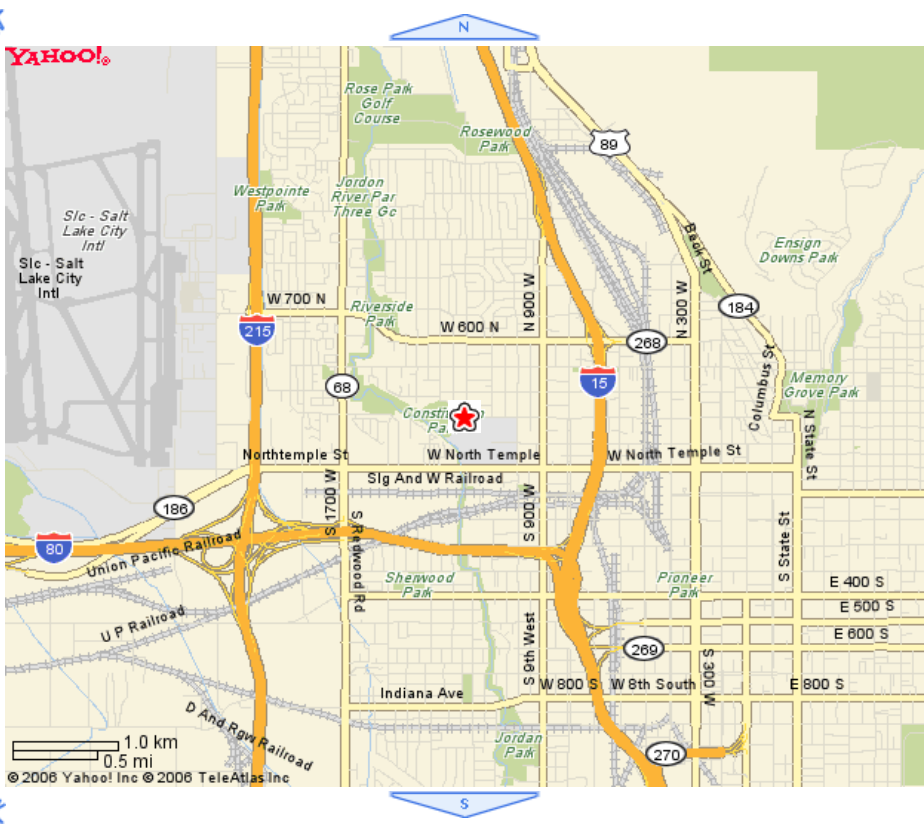 N
YAHOO!®
Rose Park
Golf
Course
Rosewood
Park
89
Westpointe
Park
Jordon
River Par
Three Gc
Slc - Salt
Lake City
Intl
Slc - Salt
Lake City
Intl
Beck St
Ensign
Downs Park
W 700 N
Riverside
Park
W 600 N
N 900 W
N 300 W
184
215
268
68
15
Columbus St
Memory
Grove Park
N State St
Northtemple St
W North Temple
W North Temple St
Slg And W Railroad
186
S 1700 W
S Redwood Rd
S 900 W
S State St
80
Union Pacific Railroad
Sherwood
Park
Pioneer
Park
E 400 S
E 500 S
E 600 S
U P Railroad
S 9th West
269
S 300 W
Indiana Ave
W 800 S
W 8th South
E 800 S
D And Rgw Railroad
Jordan
Park
270
1.0 km
0.5 mi
© 2006 Yahoo! Inc © 2006 TeleAtlas Inc
S